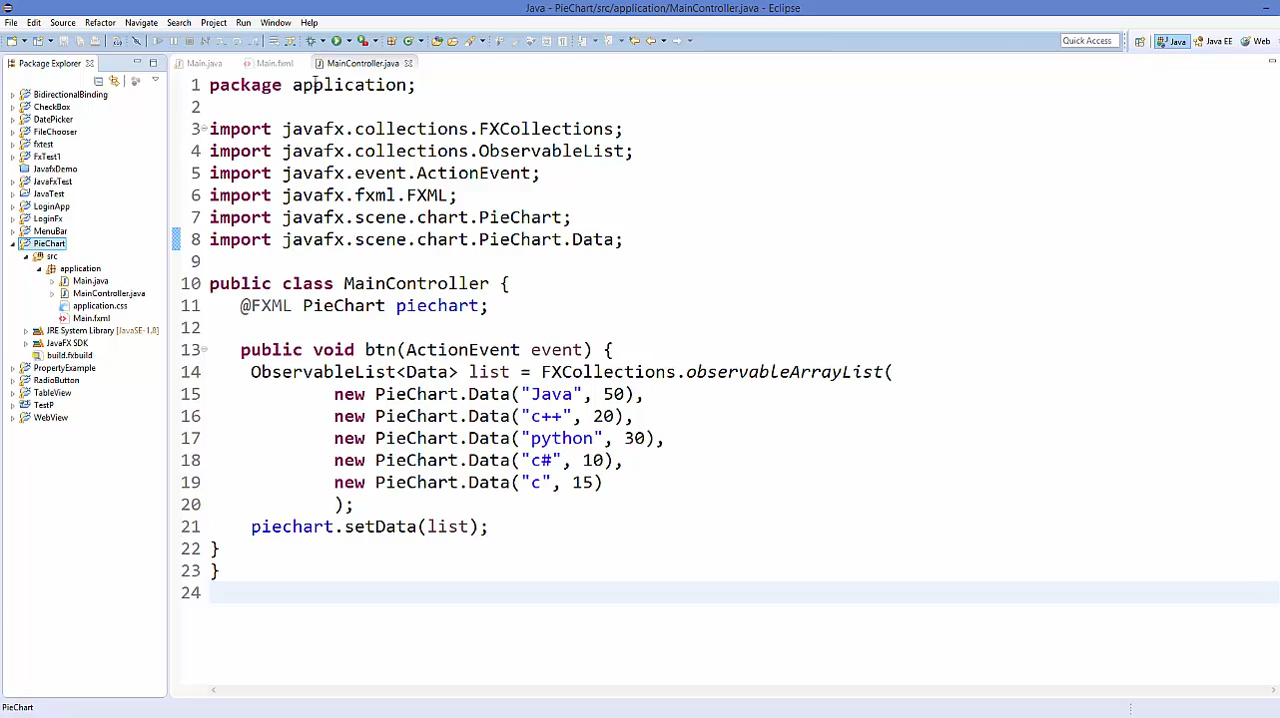 Java - PieChart/src/application/MainController.java - Eclipse
File Edit Source Refactor Navigate Search Project Run Window Help
Quick Access Java Java EE Web
Package Explorer
Main.java Main.fxml MainController.java
BidirectionalBinding
CheckBox
DatePicker
FileChooser
fxtest
FxTest1
JavafxDemo
JavaFxTest
JavaTest
LoginApp
LoginFx
MenuBar
PieChart
src
application
Main.java
MainController.java
application.css
Main.fxml
JRE System Library [JavaSE-1.8]
JavaFX SDK
build.fxbuild
PropertyExample
RadioButton
TableView
TestP
WebView
1 package application;
2
3 import javafx.collections.FXCollections;
4 import javafx.collections.ObservableList;
5 import javafx.event.ActionEvent;
6 import javafx.fxml.FXML;
7 import javafx.scene.chart.PieChart;
8 import javafx.scene.chart.PieChart.Data;
9
10 public class MainController {
11 @FXML PieChart piechart;
12
13 public void btn(ActionEvent event) {
14 ObservableList<Data> list = FXCollections.observableArrayList(
15 new PieChart.Data("Java", 50),
16 new PieChart.Data("c++", 20),
17 new PieChart.Data("python", 30),
18 new PieChart.Data("c#", 10),
19 new PieChart.Data("c", 15)
20 );
21 piechart.setData(list);
22 }
23 }
24
PieChart